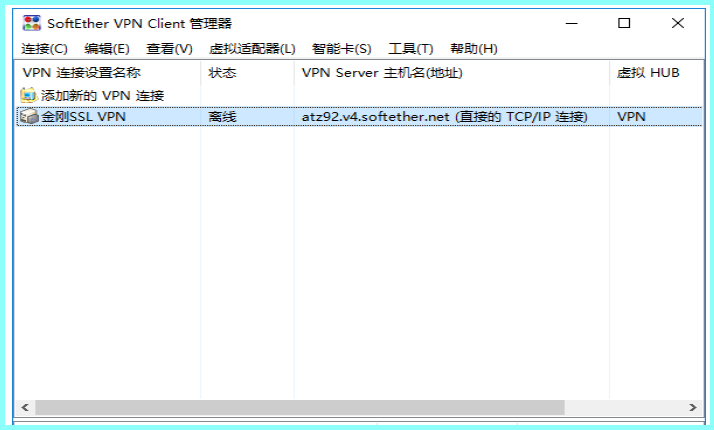 SoftEther VPN Client 管理器
连接(C) 编辑(E) 查看(V) 虚拟适配器(L) 智能卡(S) 工具(T) 帮助(H)
VPN 连接设置名称 状态 VPN Server 主机名(地址) 虚拟 HUB
添加新的 VPN 连接
金刚SSL VPN 离线 atz92.v4.softether.net (直接的 TCP/IP 连接) VPN